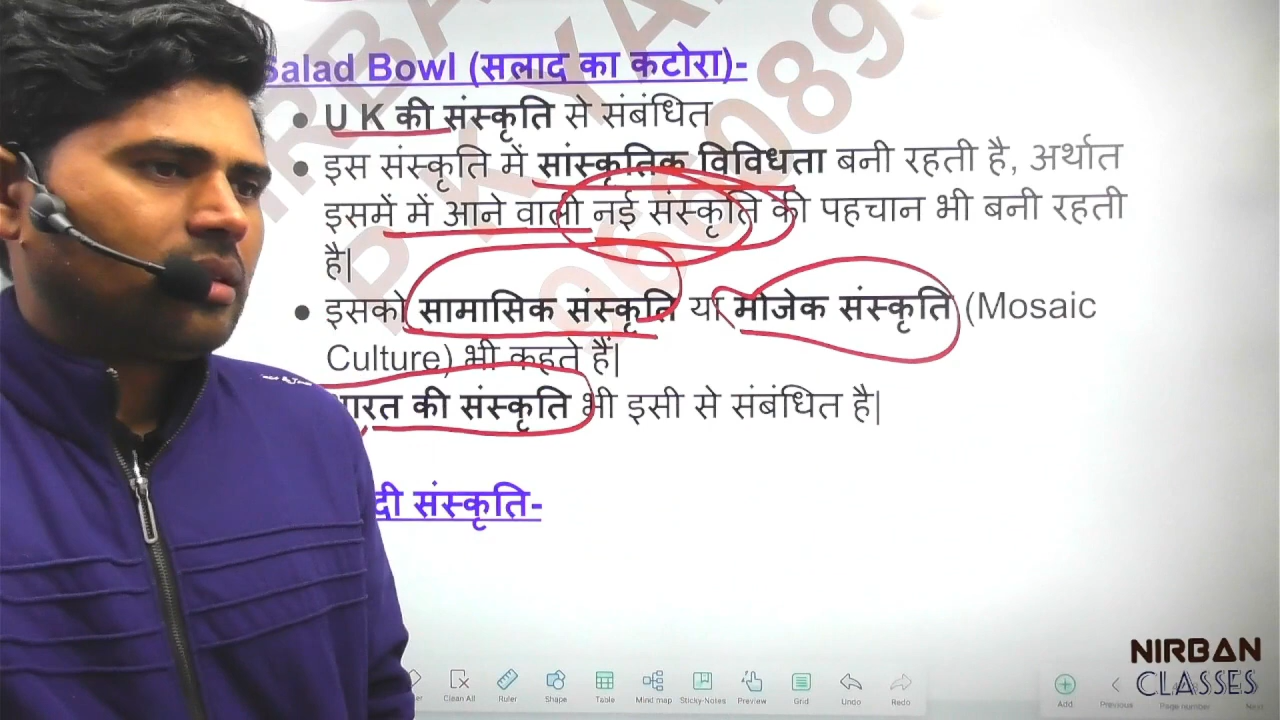 Salad Bowl (सलाद का कटोरा)-
● U K की संस्कृति से संबंधित
● इस संस्कृति में सांस्कृतिक विविधता बनी रहती है, अर्थात
इसमें में आने वाली नई संस्कृति की पहचान भी बनी रहती
है|
● इसको सामासिक संस्कृति या मोजेक संस्कृति (Mosaic
Culture) भी कहते हैं|
भारत की संस्कृति भी इसी से संबंधित है|
संस्कृति-
Clean All Ruler Shape Table Mind map Sticky-Notes Preview Grid Undo Redo Add Previous Page number Next
NIRBAN
CLASSES